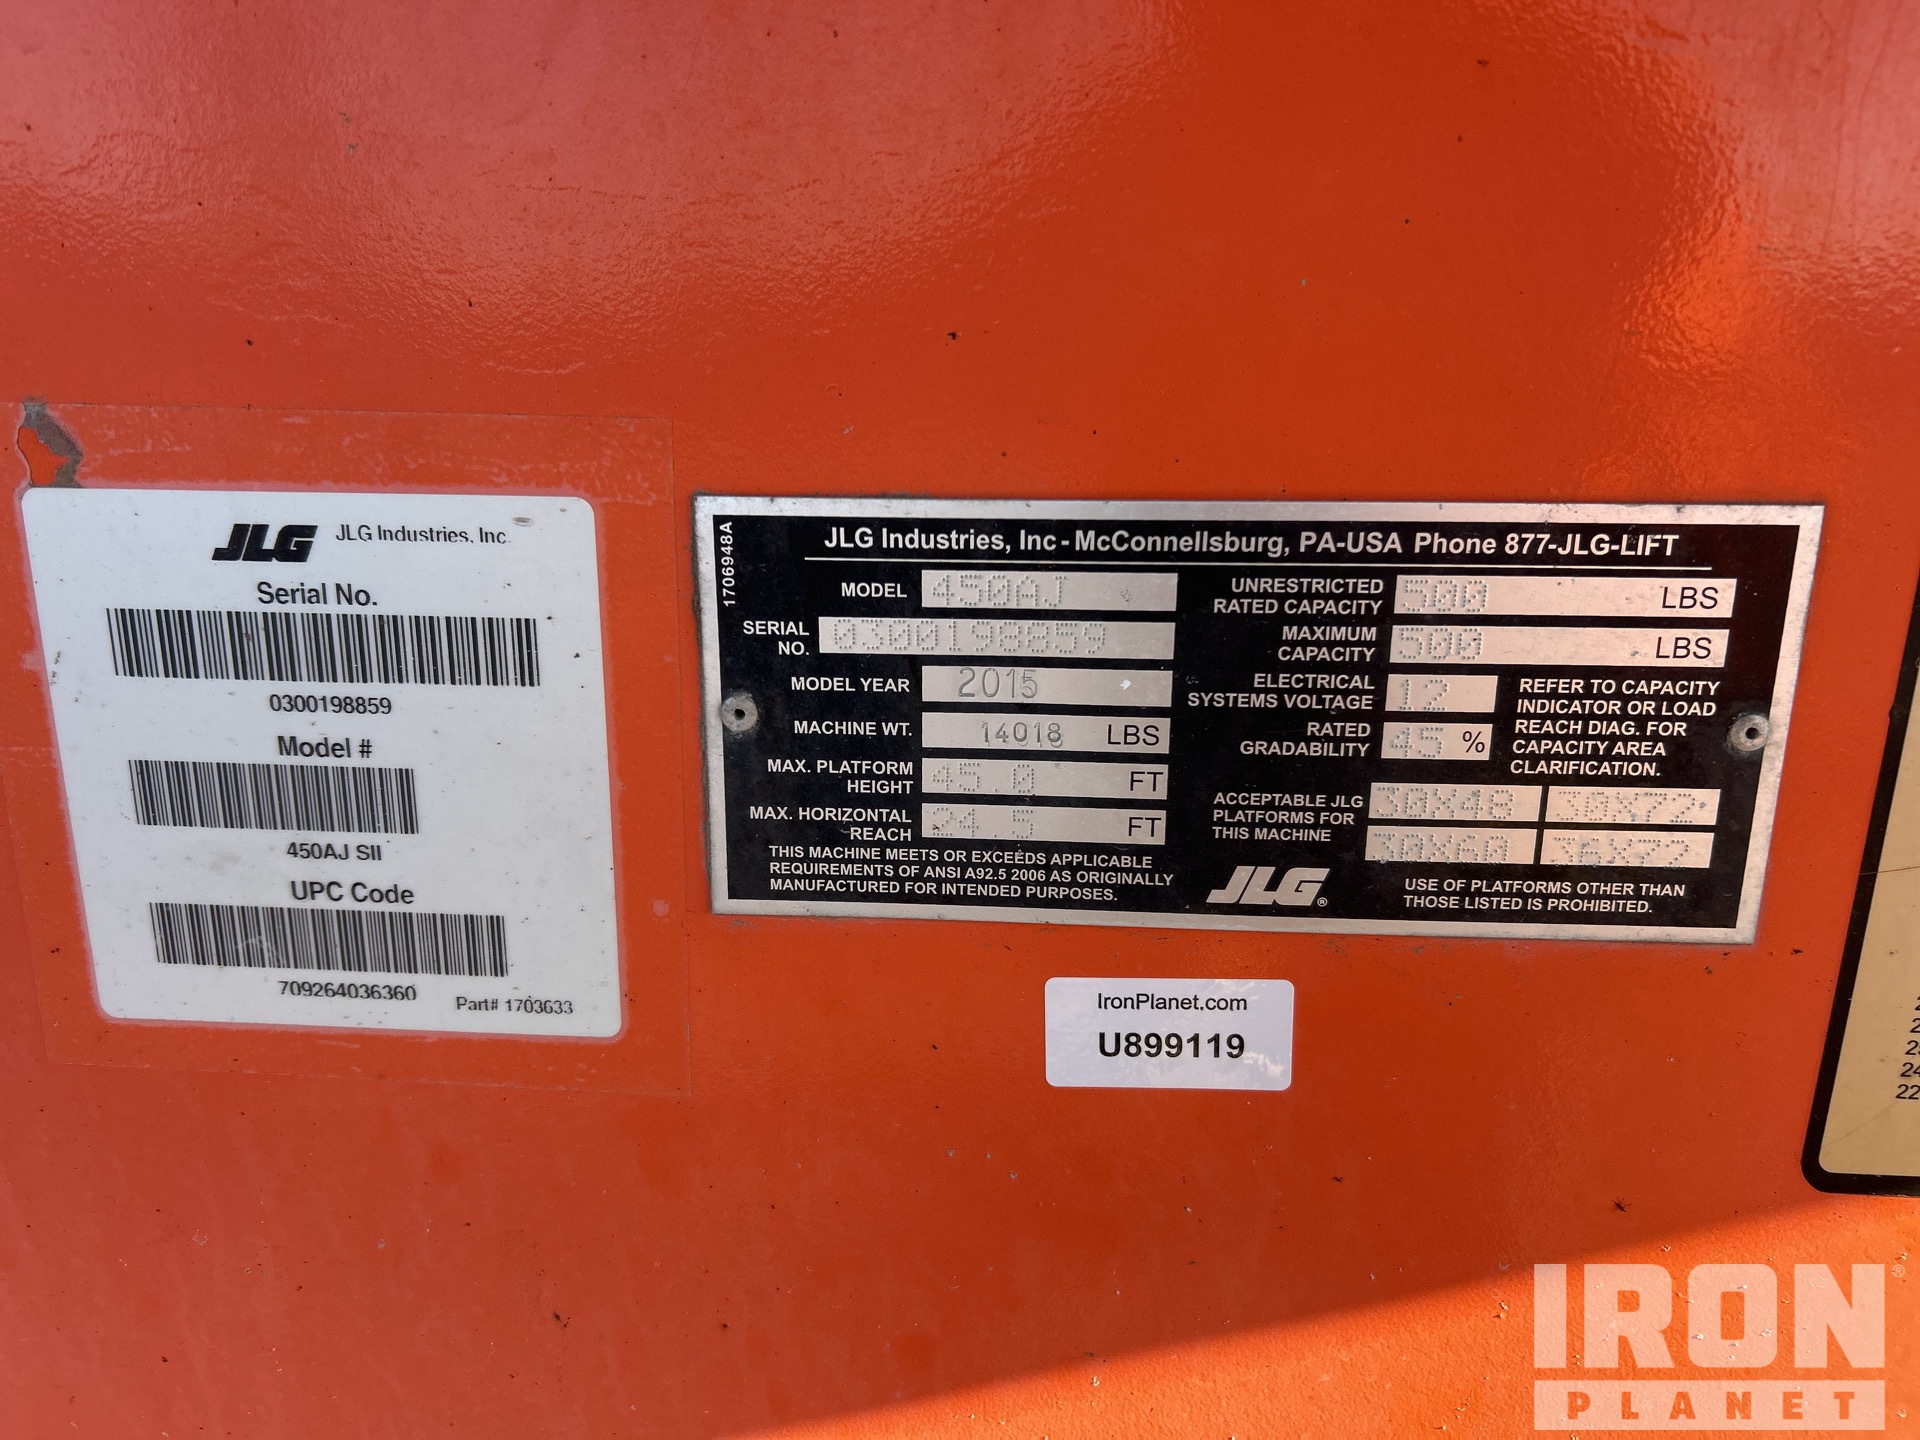 JLG JLG Industries, Inc.
Serial No.
0300198859
Model #
450AJ SII
UPC Code
709264036360
Part# 1703633
1706948A
JLG Industries, Inc - McConnellsburg, PA-USA Phone 877-JLG-LIFT
MODEL 450AJ
SERIAL NO. 0300198859
MODEL YEAR 2015
MACHINE WT. 14018 LBS
MAX. PLATFORM HEIGHT 45.0 FT
MAX. HORIZONTAL REACH 24.5 FT
THIS MACHINE MEETS OR EXCEEDS APPLICABLE
REQUIREMENTS OF ANSI A92.5 2006 AS ORIGINALLY
MANUFACTURED FOR INTENDED PURPOSES.
UNRESTRICTED RATED CAPACITY 500 LBS
MAXIMUM CAPACITY 500 LBS
ELECTRICAL SYSTEMS VOLTAGE 12
RATED GRADABILITY 45 %
REFER TO CAPACITY
INDICATOR OR LOAD
REACH DIAG. FOR
CAPACITY AREA
CLARIFICATION.
ACCEPTABLE JLG
PLATFORMS FOR
THIS MACHINE
30X48 30X72
30X60 36X72
JLG®
USE OF PLATFORMS OTHER THAN
THOSE LISTED IS PROHIBITED.
IronPlanet.com
U899119
IRON®
PLANET